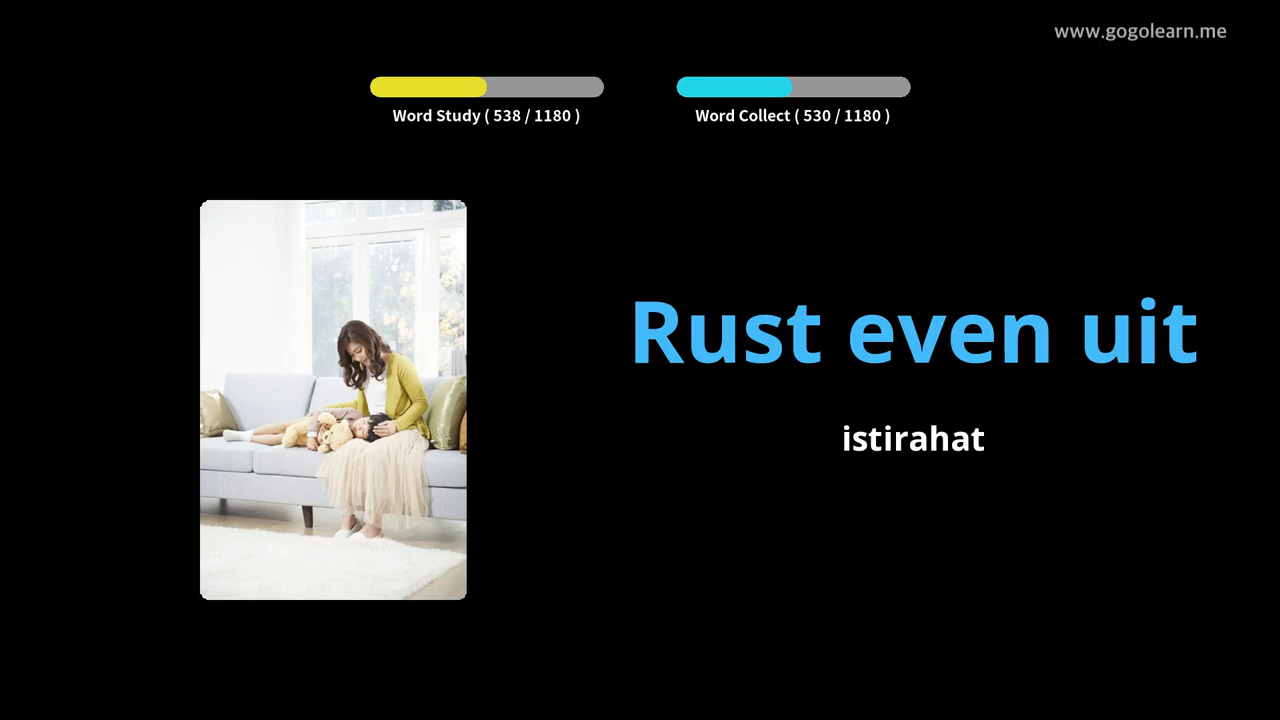 www.gogolearn.me
Word Study ( 538 / 1180 )
Word Collect ( 530 / 1180 )
Rust even uit
istirahat